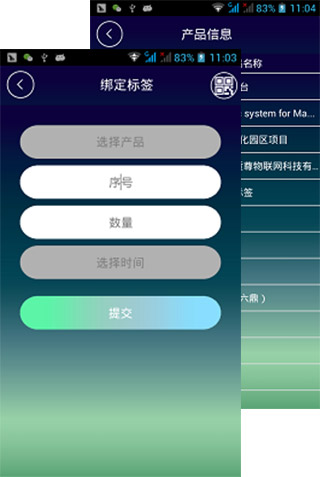 83% 11:04
产品信息
名称
台
system for Ma...
化园区项目
尊物联网科技有...
标签
六鼎）
83% 11:03
绑定标签
选择产品
序号
数量
选择时间
提交